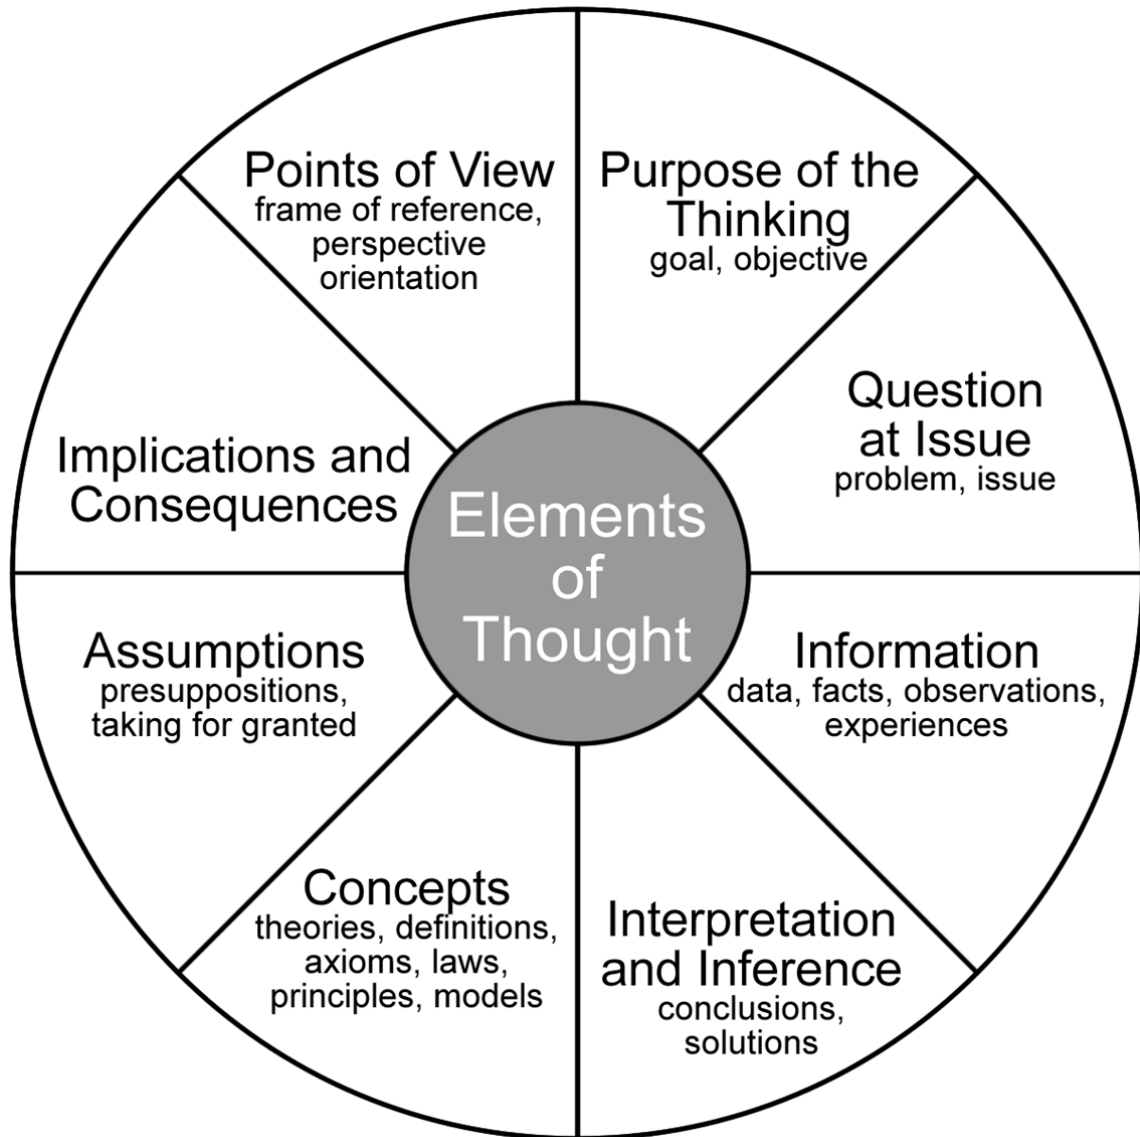 Points of View
frame of reference,
perspective
orientation
Purpose of the
Thinking
goal, objective
Question
at Issue
problem, issue
Implications and
Consequences
Elements
of
Thought
Assumptions
presuppositions,
taking for granted
Information
data, facts, observations,
experiences
Concepts
theories, definitions,
axioms, laws,
principles, models
Interpretation
and Inference
conclusions,
solutions